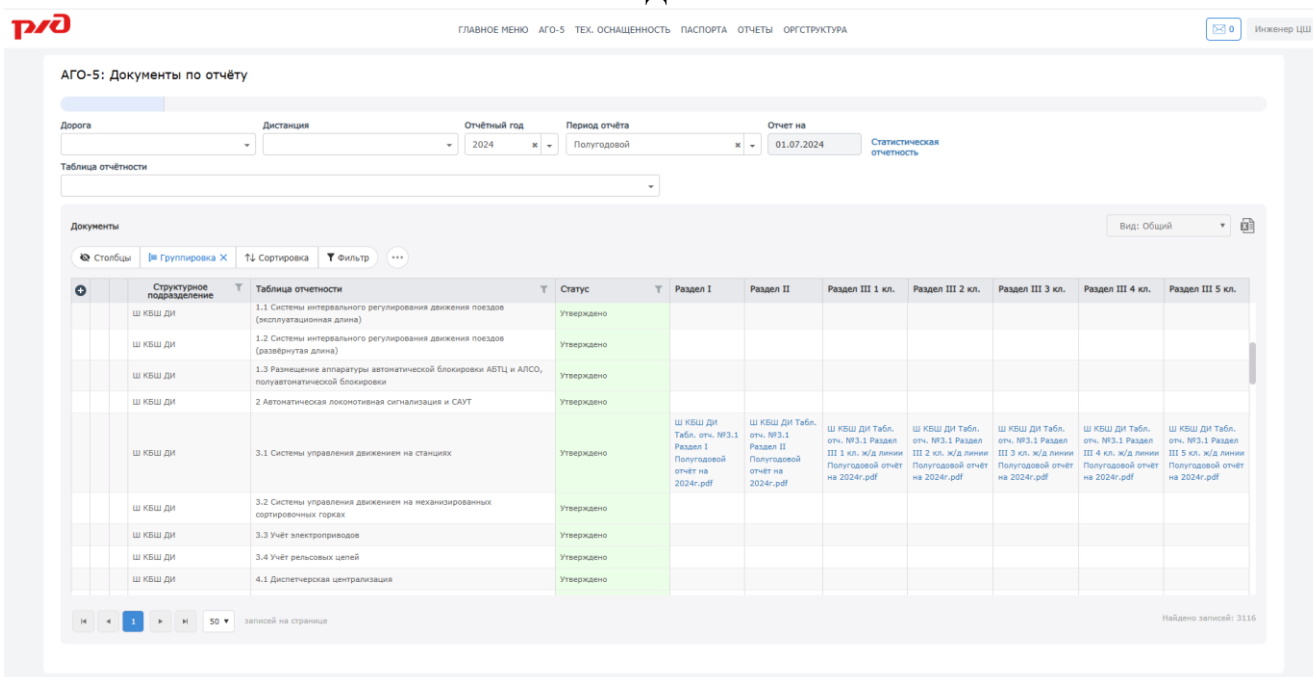 ржд
ГЛАВНОЕ МЕНЮ АГО-5 ТЕХ. ОСНАЩЕННОСТЬ ПАСПОРТА ОТЧЕТЫ ОРГСТРУКТУРА
0
Инженер ЦШ
АГО-5: Документы по отчёту
Дорога
Дистанция
Отчётный год
Период отчёта
Отчет на
2024
Полугодовой
01.07.2024
Статистическая
отчетность
Таблица отчётности
Документы
Вид: Общий
Столбцы Группировка Сортировка Фильтр
Структурное
подразделение
Таблица отчетности
Статус
Раздел I
Раздел II
Раздел III 1 кл.
Раздел III 2 кл.
Раздел III 3 кл.
Раздел III 4 кл.
Раздел III 5 кл.
Ш КБШ ДИ
1.1 Системы интервального регулирования движения поездов
(эксплуатационная длина)
Утверждено
Ш КБШ ДИ
1.2 Системы интервального регулирования движения поездов
(развёрнутая длина)
Утверждено
Ш КБШ ДИ
1.3 Размещение аппаратуры автоматической блокировки АБТЦ и АЛСО,
полуавтоматической блокировки
Утверждено
Ш КБШ ДИ
2 Автоматическая локомотивная сигнализация и САУТ
Утверждено
Ш КБШ ДИ
3.1 Системы управления движением на станциях
Утверждено
Ш КБШ ДИ
Табл. отч. №3.1
Раздел I
Полугодовой
отчёт на
2024г.pdf
Ш КБШ ДИ Табл.
отч. №3.1
Раздел II
Полугодовой
отчёт на
2024г.pdf
Ш КБШ ДИ Табл.
отч. №3.1 Раздел
III 1 кл. ж/д линии
Полугодовой отчёт
на 2024г.pdf
Ш КБШ ДИ Табл.
отч. №3.1 Раздел
III 2 кл. ж/д линии
Полугодовой отчёт
на 2024г.pdf
Ш КБШ ДИ Табл.
отч. №3.1 Раздел
III 3 кл. ж/д линии
Полугодовой отчёт
на 2024г.pdf
Ш КБШ ДИ Табл.
отч. №3.1 Раздел
III 4 кл. ж/д линии
Полугодовой отчёт
на 2024г.pdf
Ш КБШ ДИ Табл.
отч. №3.1 Раздел
III 5 кл. ж/д линии
Полугодовой отчёт
на 2024г.pdf
Ш КБШ ДИ
3.2 Системы управления движением на механизированных
сортировочных горках
Утверждено
Ш КБШ ДИ
3.3 Учёт электроприводов
Утверждено
Ш КБШ ДИ
3.4 Учёт рельсовых цепей
Утверждено
Ш КБШ ДИ
4.1 Диспетчерская централизация
Утверждено
1
50
записей на странице
Найдено записей: 3116